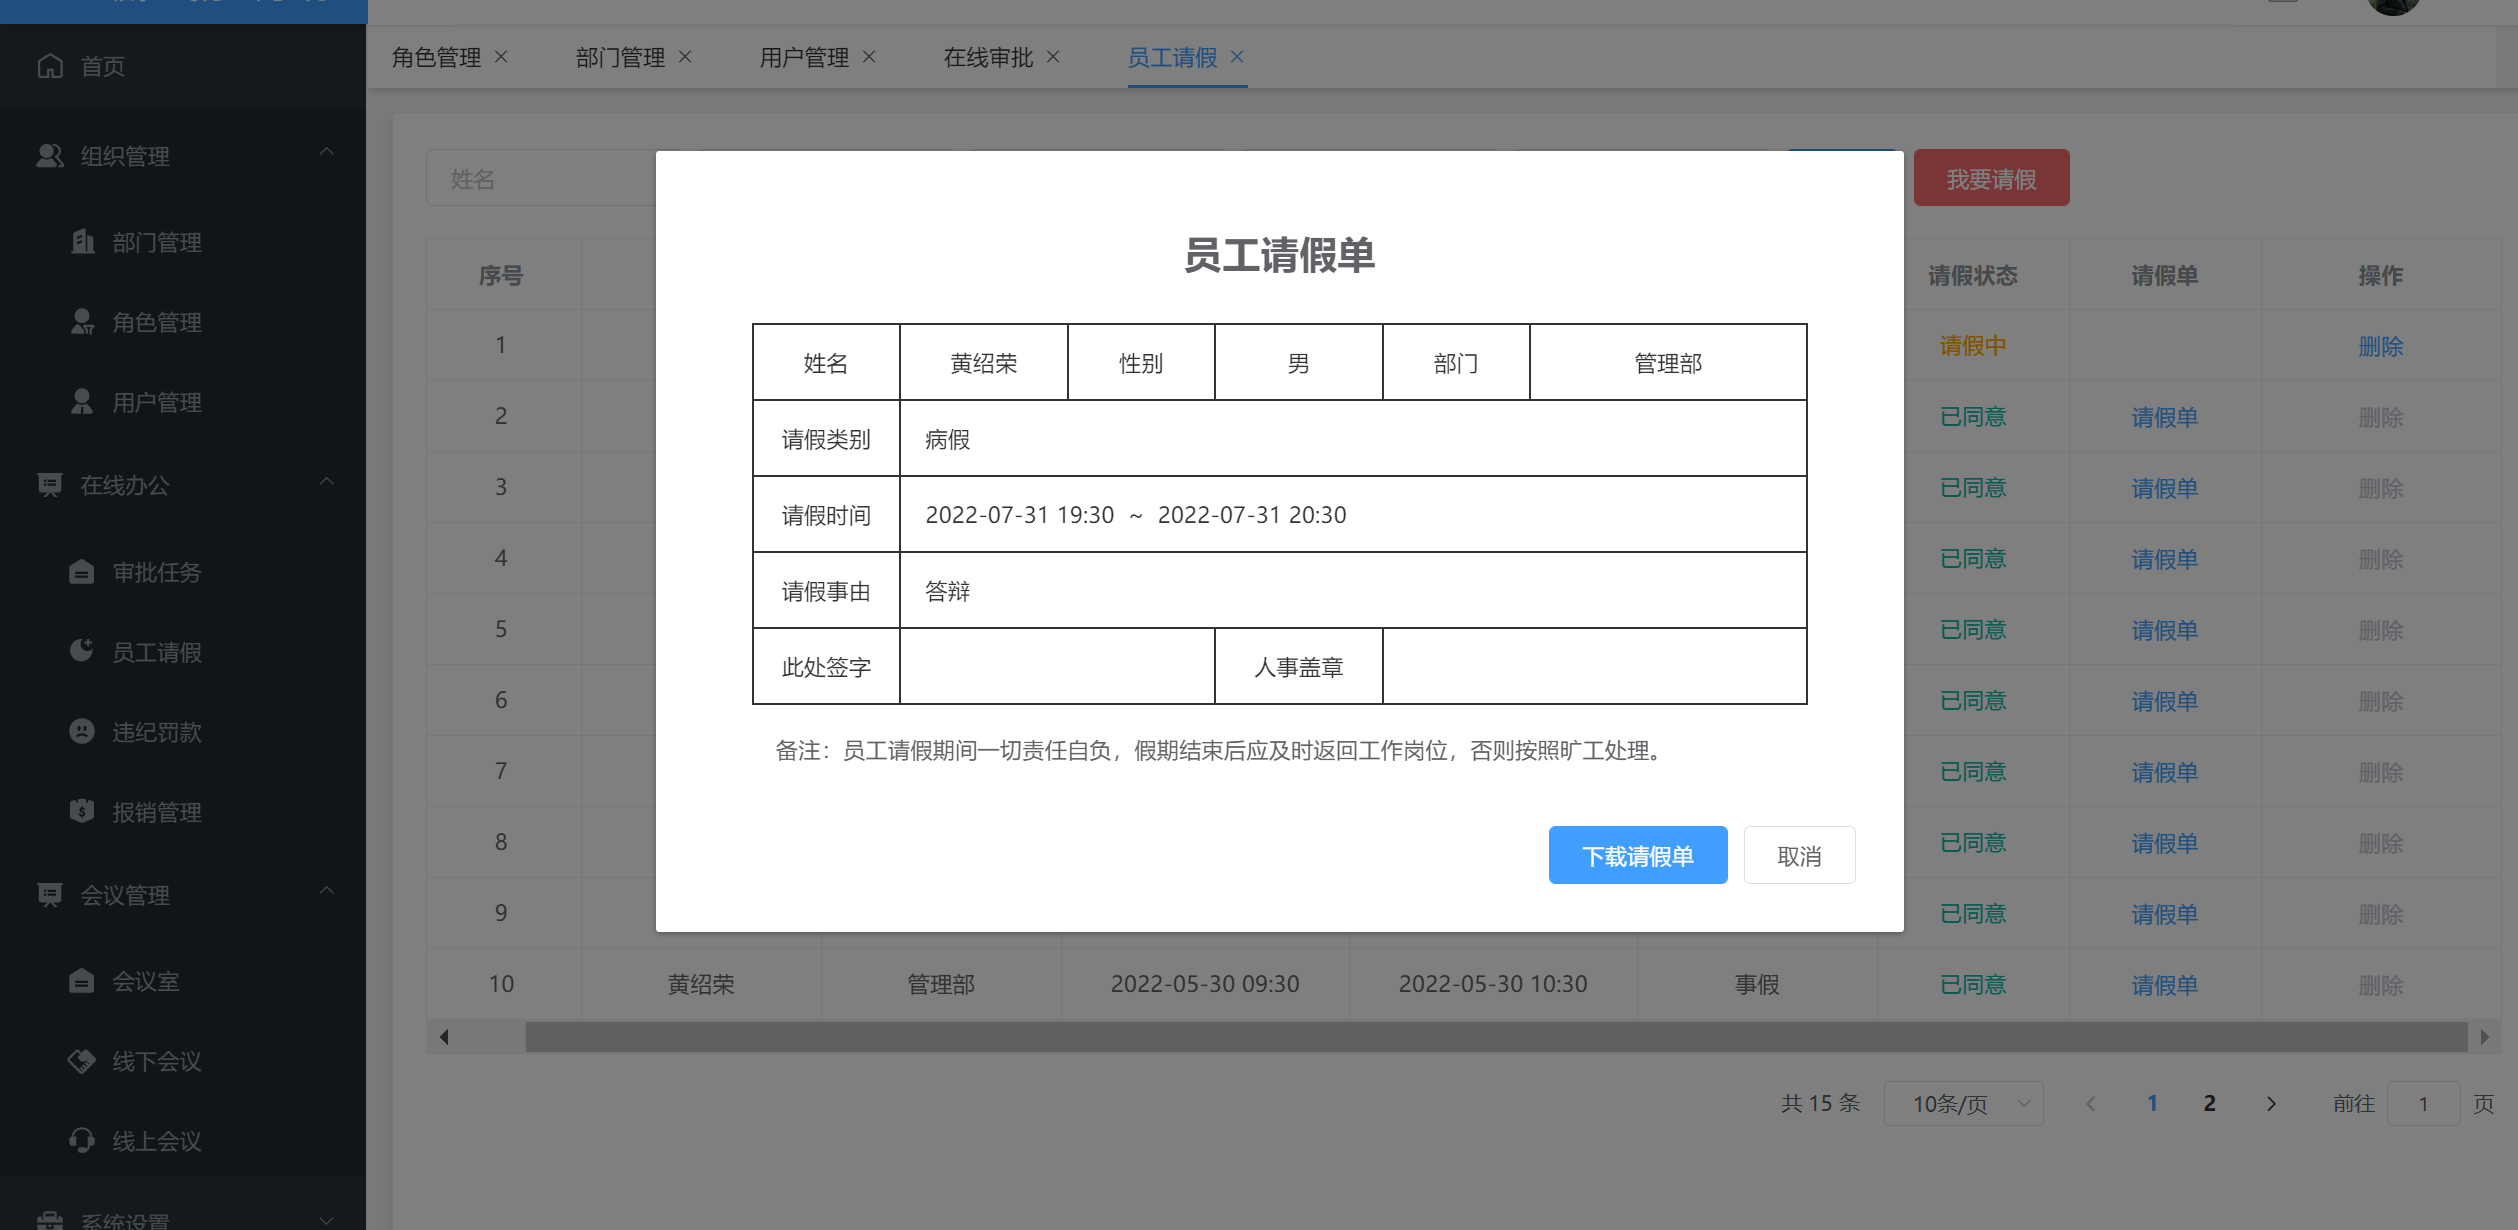 首页
组织管理
部门管理
角色管理
用户管理
在线办公
审批任务
员工请假
违纪罚款
报销管理
会议管理
会议室
线下会议
线上会议
系统设置
角色管理 部门管理 用户管理 在线审批 员工请假
姓名 我要请假
序号 请假状态 请假单 操作
1 请假中 删除
2 已同意 请假单 删除
3 已同意 请假单 删除
4 已同意 请假单 删除
5 已同意 请假单 删除
6 已同意 请假单 删除
7 已同意 请假单 删除
8 已同意 请假单 删除
9 已同意 请假单 删除
10 黄绍荣 管理部 2022-05-30 09:30 2022-05-30 10:30 事假 已同意 请假单 删除
共 15 条 10条/页 1 2 前往 1 页
员工请假单
姓名 黄绍荣 性别 男 部门 管理部
请假类别 病假
请假时间 2022-07-31 19:30 ~ 2022-07-31 20:30
请假事由 答辩
此处签字 人事盖章
备注：员工请假期间一切责任自负，假期结束后应及时返回工作岗位，否则按照旷工处理。
下载请假单 取消